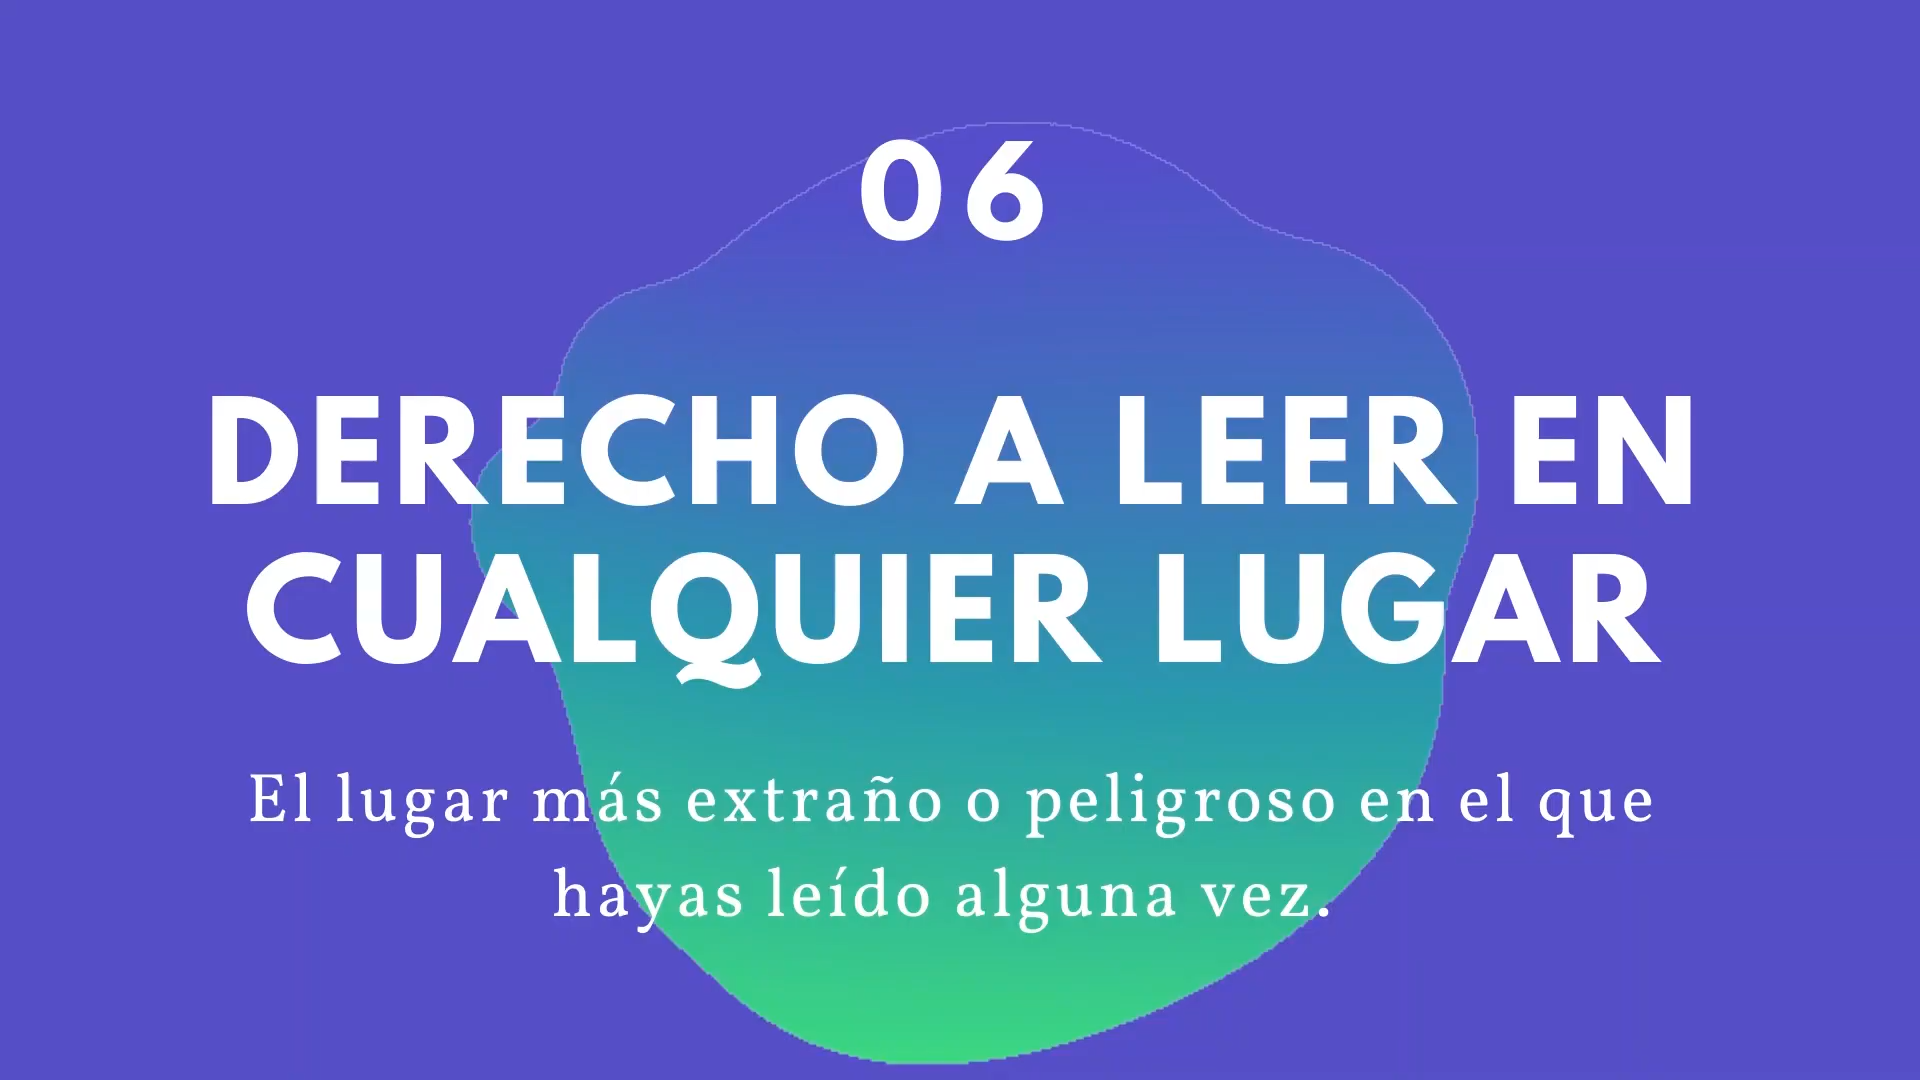 06
DERECHO A LEER EN
CUALQUIER LUGAR
El lugar más extraño o peligroso en el que
hayas leído alguna vez.